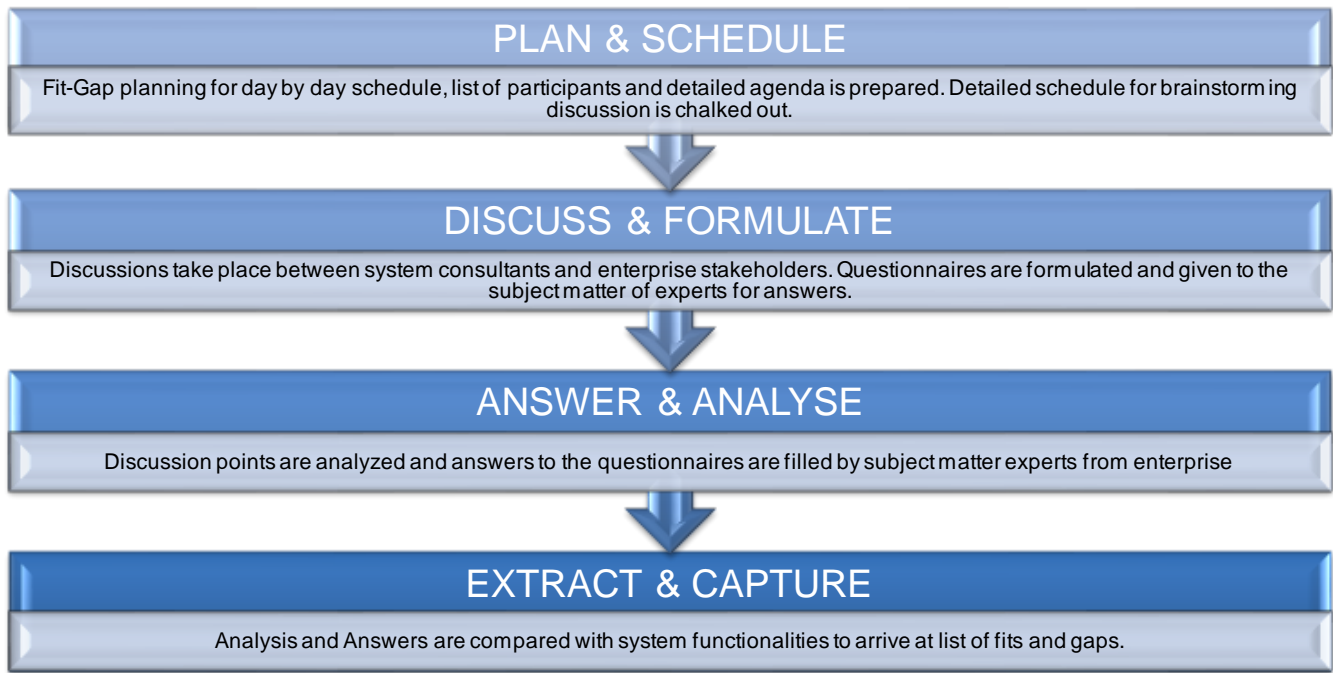 PLAN & SCHEDULE
Fit-Gap planning for day by day schedule, list of participants and detailed agenda is prepared. Detailed schedule for brainstorming
discussion is chalked out.
DISCUSS & FORMULATE
Discussions take place between system consultants and enterprise stakeholders. Questionnaires are formulated and given to the
subject matter of experts for answers.
ANSWER & ANALYSE
Discussion points are analyzed and answers to the questionnaires are filled by subject matter experts from enterprise
EXTRACT & CAPTURE
Analysis and Answers are compared with system functionalities to arrive at list of fits and gaps.